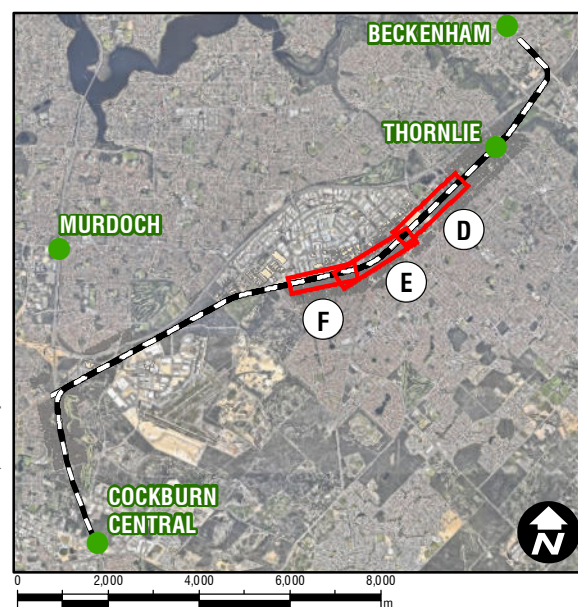 BECKENHAM
THORNLIE
MURDOCH
D
E
F
COCKBURN
CENTRAL
N
0 2,000 4,000 6,000 8,000
m